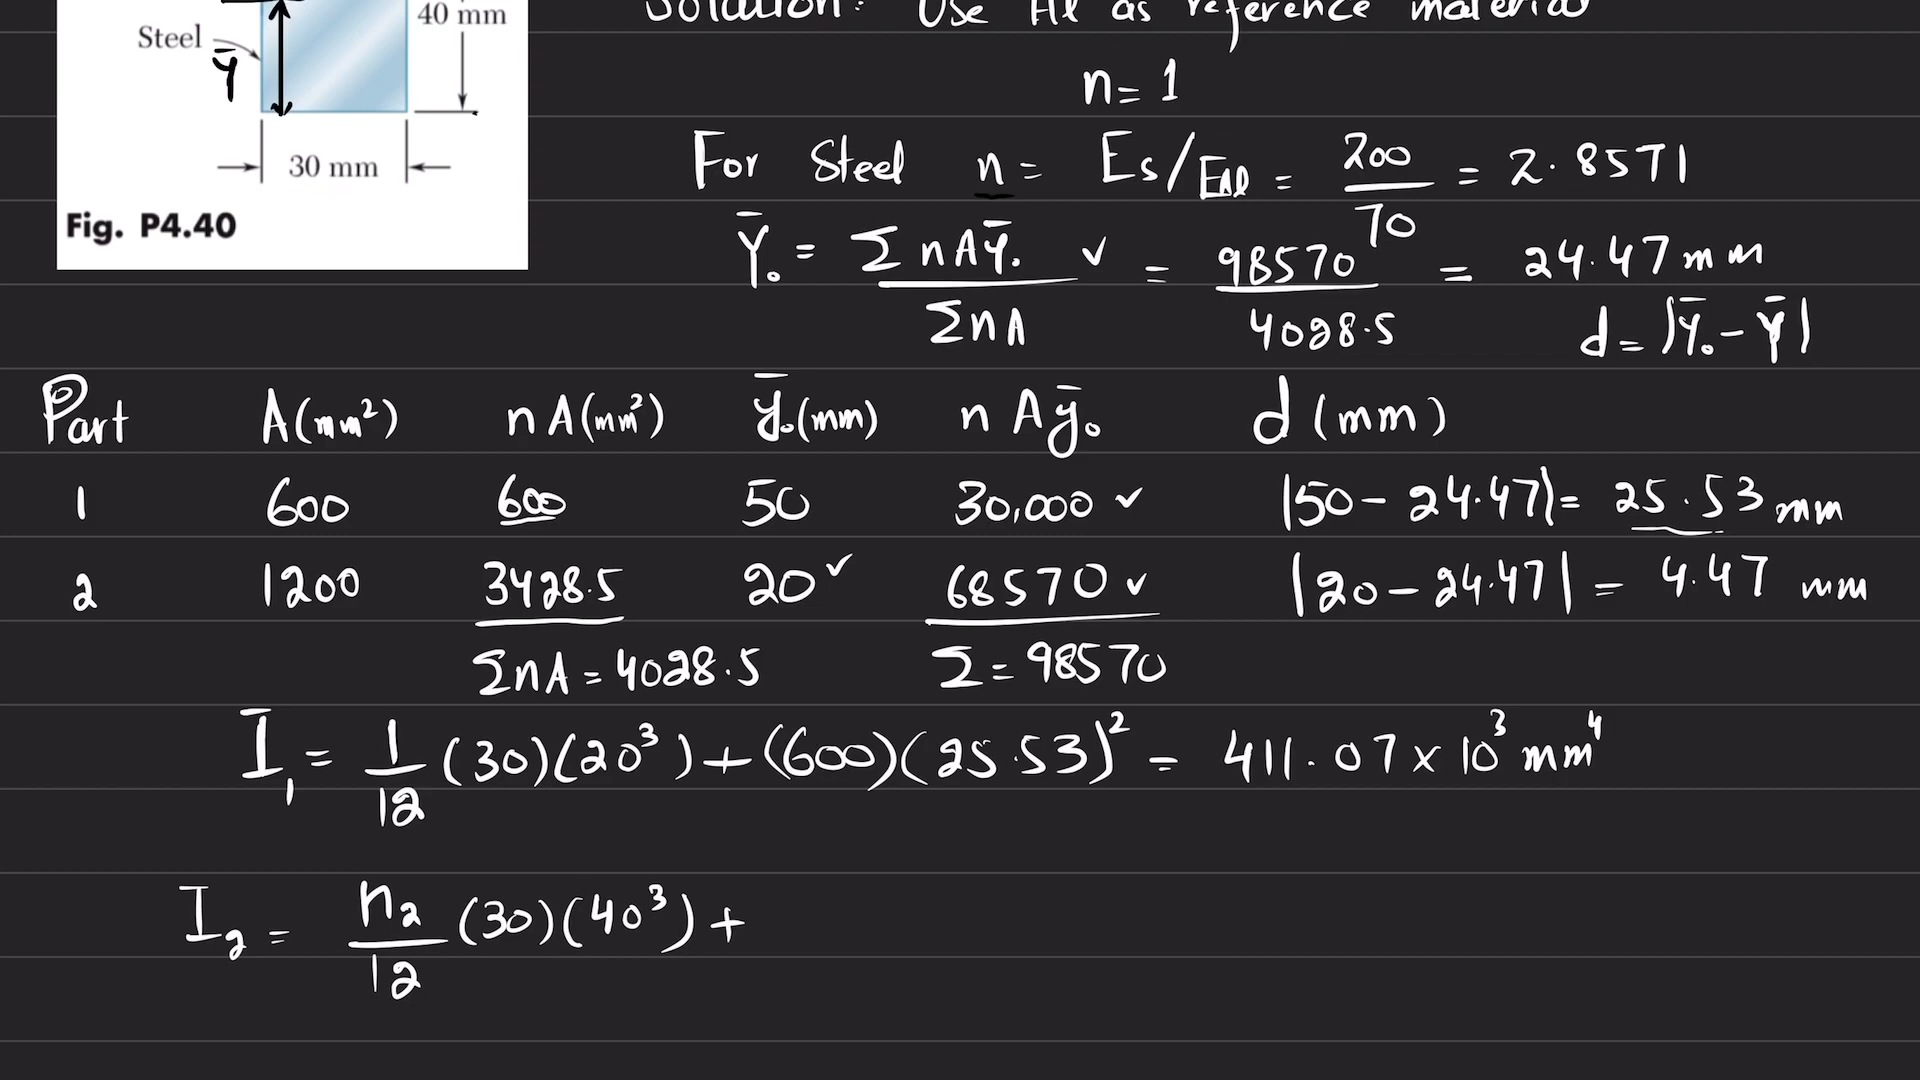 Solution: Use Al as reference material
40 mm
Steel
ȳ
n = 1
30 mm
For Steel n = Es/EAl = 200/70 = 2.8571
Fig. P4.40
Ȳ₀ = ΣnAȳ₀/ΣnA ✓ = 98570/4028.5 = 24.47 mm
d = |Ȳ₀ - Ȳ|
Part A(mm²) nA(mm²) ȳ₀(mm) nAȳ₀ d(mm)
1 600 600 50 30,000 ✓ |50 - 24.47| = 25.53 mm
2 1200 3428.5 20 ✓ 68570 ✓ |20 - 24.47| = 4.47 mm
ΣnA = 4028.5 Σ = 98570
Ī₁ = 1/12 (30)(20³) + (600)(25.53)² = 411.07 × 10³ mm⁴
I₂ = n₂/12 (30)(40³) +